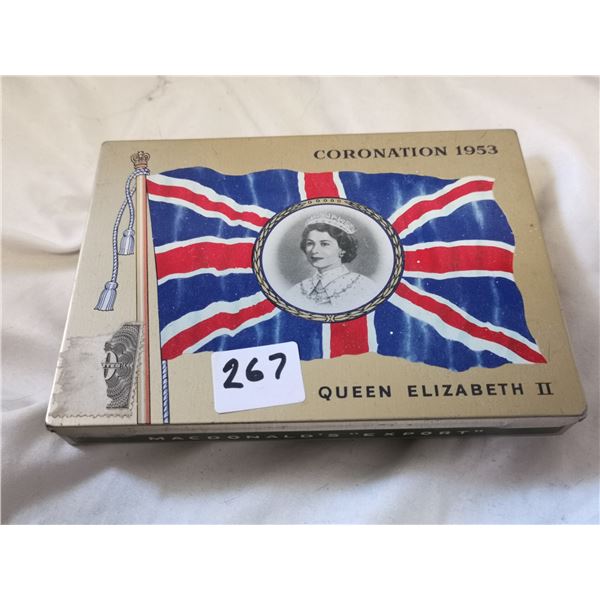 CORONATION 1953
267
QUEEN ELIZABETH II
MACDONALD'S "EXPORT"